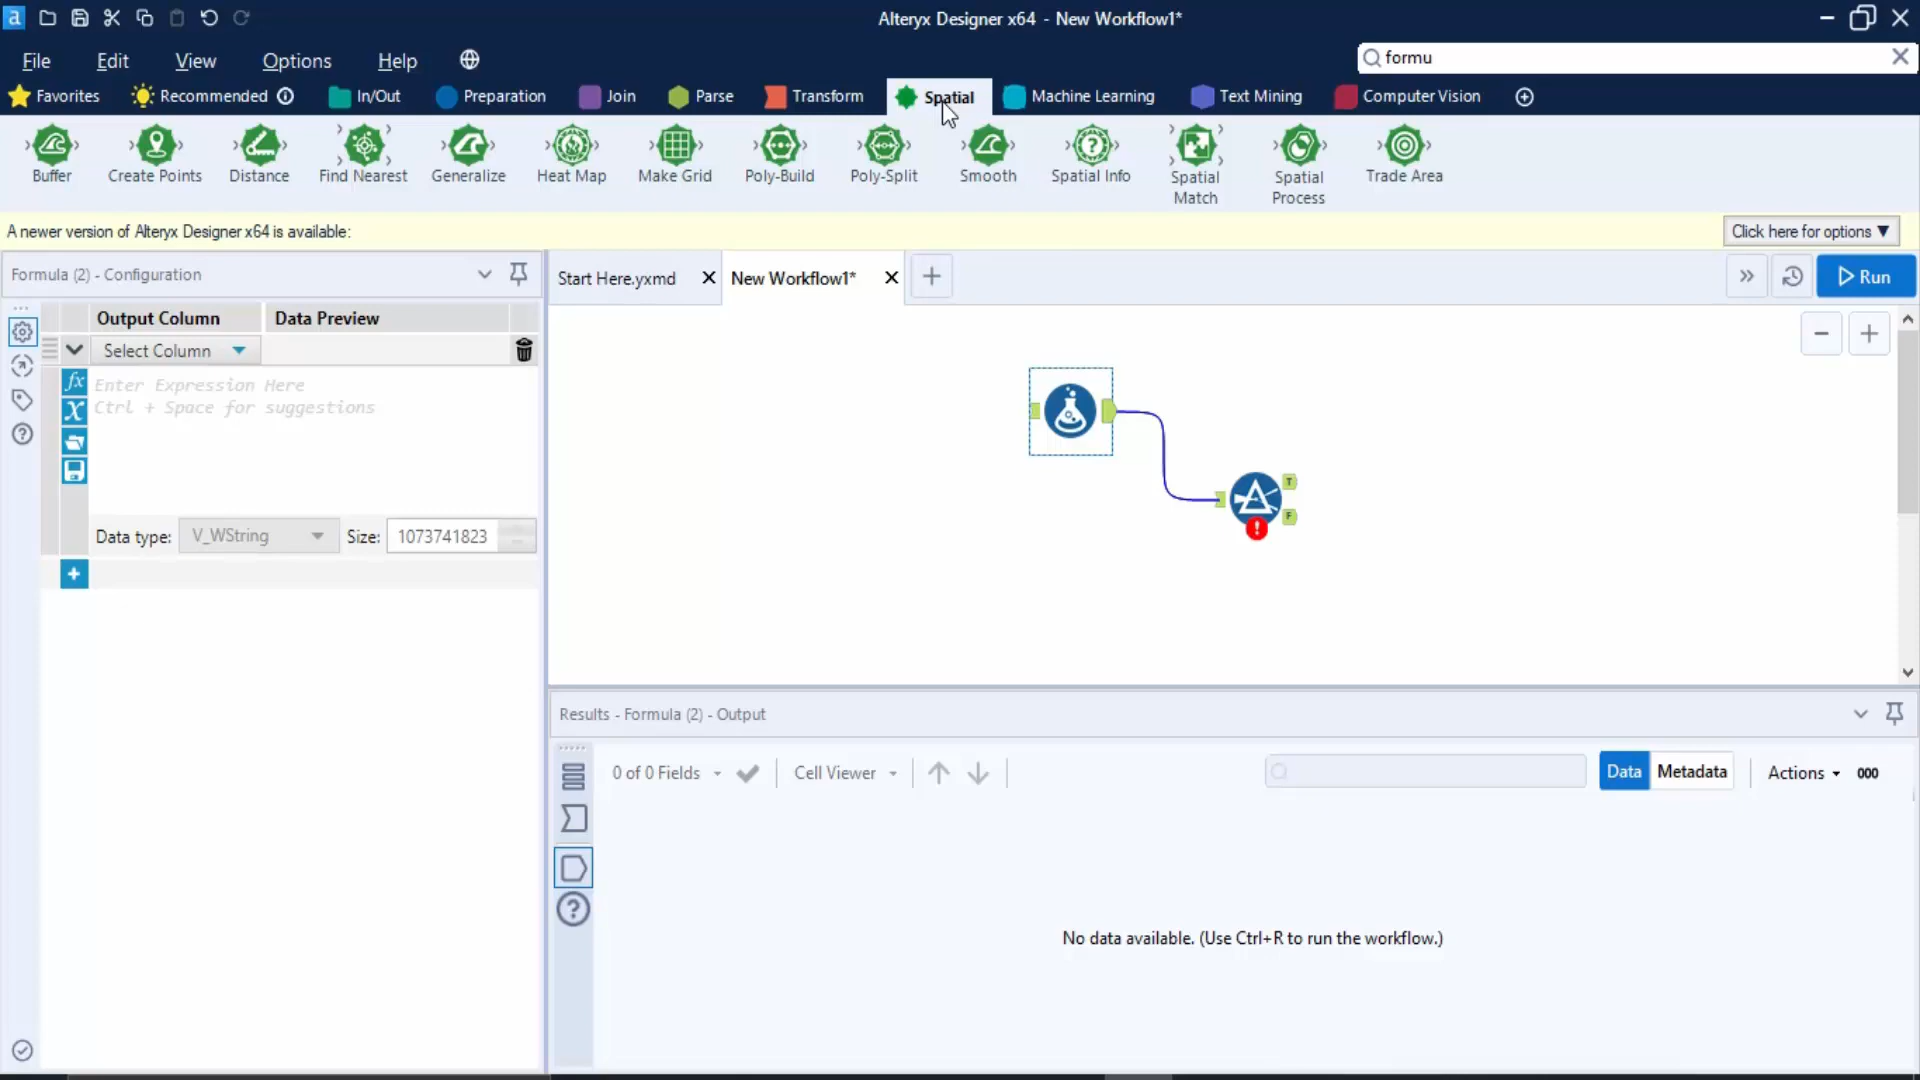 a
Alteryx Designer x64 - New Workflow1*
File Edit View Options Help
formu
Favorites Recommended In/Out Preparation Join Parse Transform Spatial Machine Learning Text Mining Computer Vision
Buffer Create Points Distance Find Nearest Generalize Heat Map Make Grid Poly-Build Poly-Split Smooth Spatial Info Spatial Match Spatial Process Trade Area
A newer version of Alteryx Designer x64 is available:
Click here for options ▼
Formula (2) - Configuration
Start Here.yxmd
New Workflow1*
Run
Output Column Data Preview
Select Column
fx
Enter Expression Here
X
Ctrl + Space for suggestions
T
F
Data type: V_WString Size: 1073741823
Results - Formula (2) - Output
0 of 0 Fields Cell Viewer Data Metadata Actions 000
No data available. (Use Ctrl+R to run the workflow.)